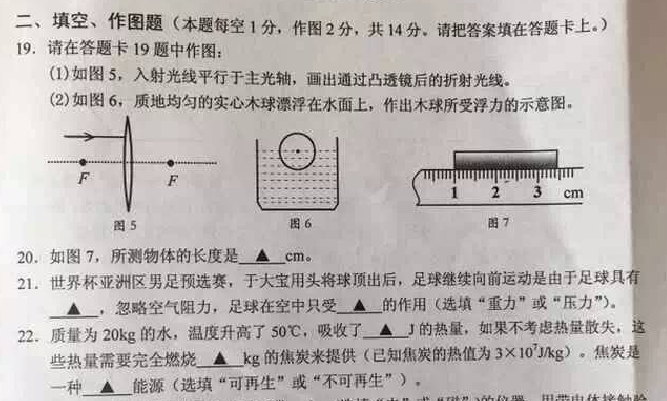 二、填空、作图题（本题每空1分，作图2分，共14分。请把答案填在答题卡上。）
19. 请在答题卡19题中作图：
(1)如图5，入射光线平行于主光轴，画出通过凸透镜后的折射光线。
(2)如图6，质地均匀的实心木球漂浮在水面上，作出木球所受浮力的示意图。
F F
1 2 3 cm
图5 图6 图7
20. 如图7，所测物体的长度是▲cm。
21. 世界杯亚洲区男足预选赛，于大宝用头将球顶出后，足球继续向前运动是由于足球具有
▲，忽略空气阻力，足球在空中只受▲的作用（选填“重力”或“压力”）。
22. 质量为20kg的水，温度升高了50℃，吸收了▲J的热量，如果不考虑热量散失，这
些热量需要完全燃烧▲kg的焦炭来提供（已知焦炭的热值为3×10⁷J/kg）。焦炭是
一种▲能源（选填“可再生”或“不可再生”）。